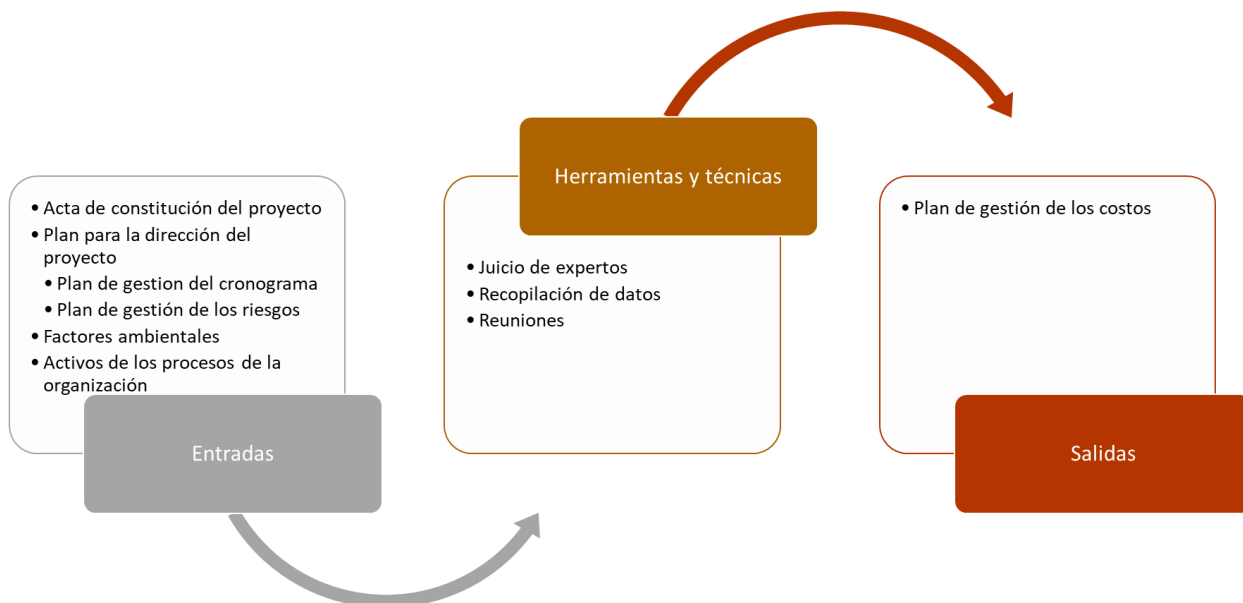 • Acta de constitución del proyecto
• Plan para la dirección del
proyecto
• Plan de gestion del cronograma
• Plan de gestión de los riesgos
• Factores ambientales
• Activos de los procesos de la
organización
Entradas
Herramientas y técnicas
• Juicio de expertos
• Recopilación de datos
• Reuniones
• Plan de gestión de los costos
Salidas